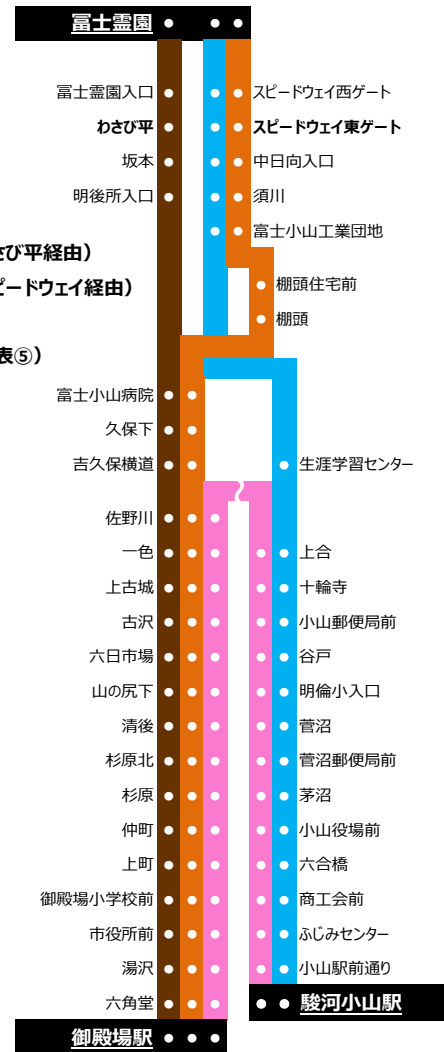 冨士霊園
冨士霊園入口
スピードウェイ西ゲート
わさび平
スピードウェイ東ゲート
坂本
中日向入口
明後所入口
須川
富士小山工業団地
さび平経由)
ピードウェイ経由)
棚頭住宅前
棚頭
表⑤)
富士小山病院
久保下
吉久保横道
生涯学習センター
佐野川
一色
上合
上古城
十輪寺
古沢
小山郵便局前
六日市場
谷戸
山の尻下
明倫小入口
清後
菅沼
杉原北
菅沼郵便局前
杉原
茅沼
仲町
小山役場前
上町
六合橋
御殿場小学校前
商工会前
市役所前
ふじみセンター
湯沢
小山駅前通り
六角堂
駿河小山駅
御殿場駅